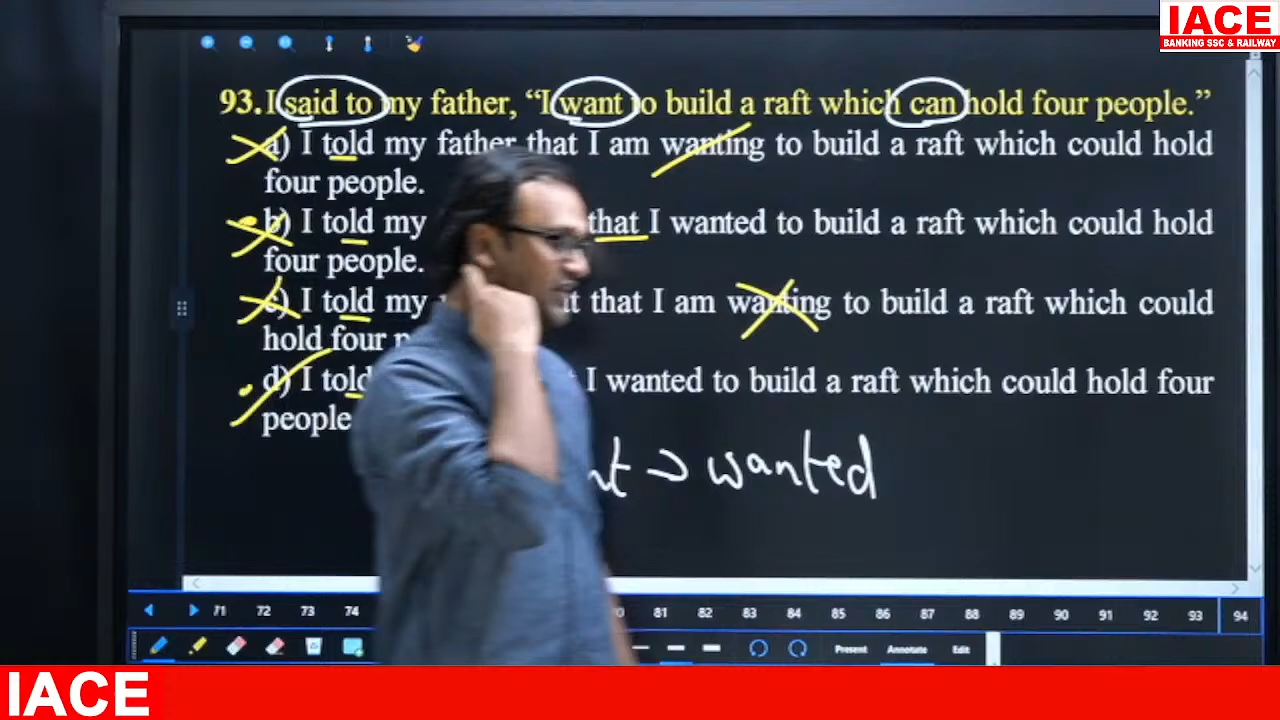 IACE
BANKING SSC & RAILWAY
93. I said to my father, “I want to build a raft which can hold four people.”
a) I told my father that I am wanting to build a raft which could hold
four people.
b) I told my that I wanted to build a raft which could hold
four people.
c) I told my that I am wanting to build a raft which could
hold four
d) I told I wanted to build a raft which could hold four
people
wanted
71 72 73 74 81 82 83 84 85 86 87 88 89 90 91 92 93 94
Present Annotate Edit
IACE